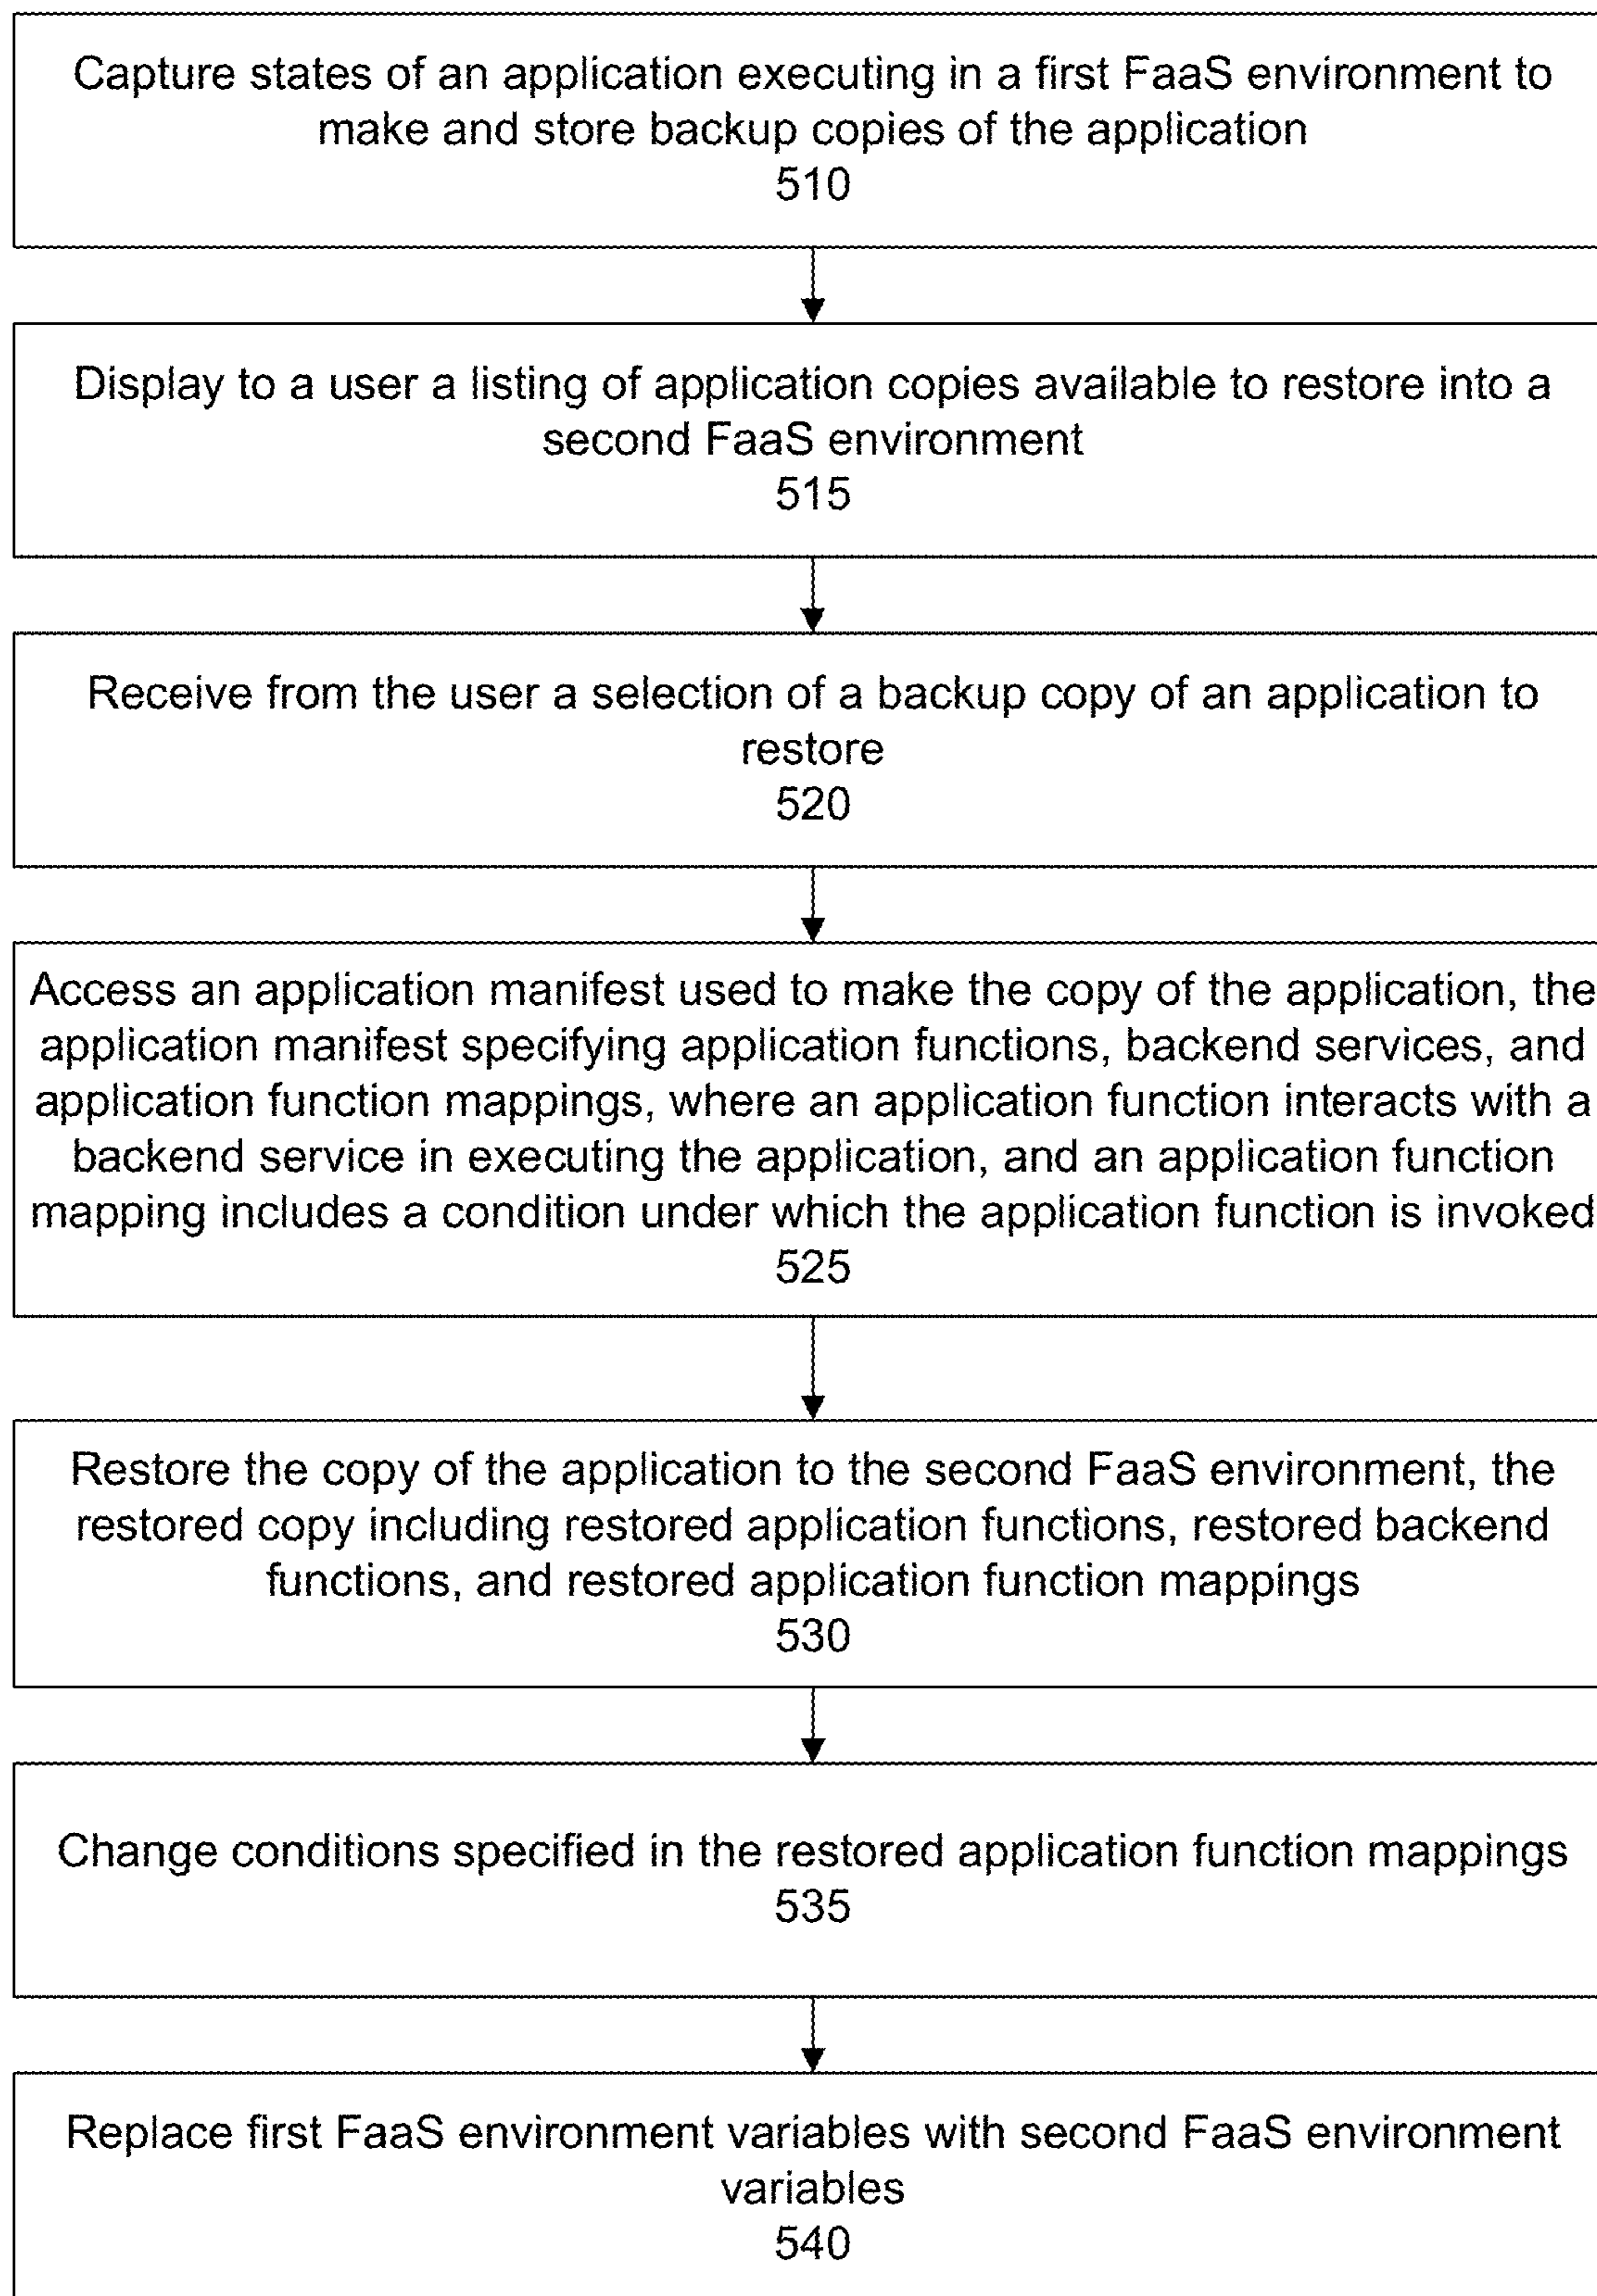 Capture states of an application executing in a first FaaS environment to
make and store backup copies of the application
510
Display to a user a listing of application copies available to restore into a
second FaaS environment
515
Receive from the user a selection of a backup copy of an application to
restore
520
Access an application manifest used to make the copy of the application, the
application manifest specifying application functions, backend services, and
application function mappings, where an application function interacts with a
backend service in executing the application, and an application function
mapping includes a condition under which the application function is invoked
525
Restore the copy of the application to the second FaaS environment, the
restored copy including restored application functions, restored backend
functions, and restored application function mappings
530
Change conditions specified in the restored application function mappings
535
Replace first FaaS environment variables with second FaaS environment
variables
540